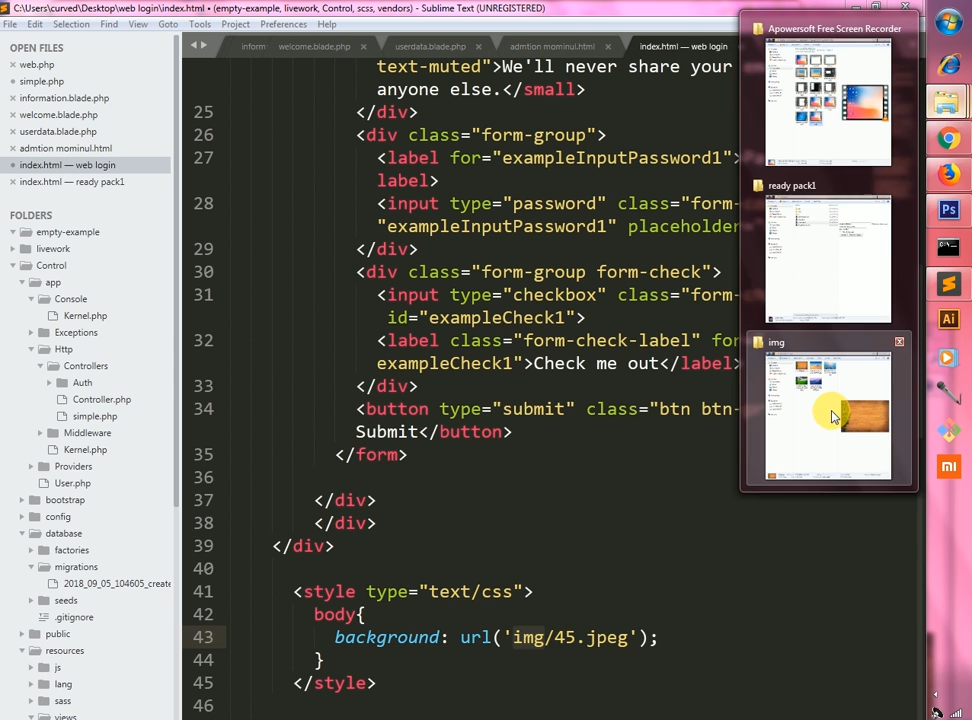 C:\Users\curved\Desktop\web login\index.html • (empty-example, livework, Control, scss, vendors) - Sublime Text (UNREGISTERED)
File Edit Selection Find View Goto Tools Project Preferences
OPEN FILES
web.php
simple.php
information.blade.php
welcome.blade.php
userdata.blade.php
admtion mominul.html
index.html — web login
index.html — ready pack1
FOLDERS
empty-example
livework
Control
app
Console
Kernel.php
Exceptions
Http
Controllers
Auth
Controller.php
simple.php
Middleware
Kernel.php
Providers
User.php
bootstrap
config
database
factories
migrations
2018_09_05_104605_create
seeds
.gitignore
public
resources
js
lang
sass
views
inform welcome.blade.php userdata.blade.php admtion mominul.html index.html — web login
text-muted">We'll never share your
anyone else.</small>
25 </div>
26 <div class="form-group">
27 <label for="exampleInputPassword1"
label>
28 <input type="password" class="form-
"exampleInputPassword1" placeholder
29 </div>
30 <div class="form-group form-check">
31 <input type="checkbox" class="form-
id="exampleCheck1">
32 <label class="form-check-label" for
exampleCheck1">Check me out</label>
33 </div>
34 <button type="submit" class="btn btn-
Submit</button>
35 </form>
36
37 </div>
38 </div>
39 </div>
40
41 <style type="text/css">
42 body{
43 background: url('img/45.jpeg');
44 }
45 </style>
46
Apowersoft Free Screen Recorder
ready pack1
img
Ps
Ai
mi